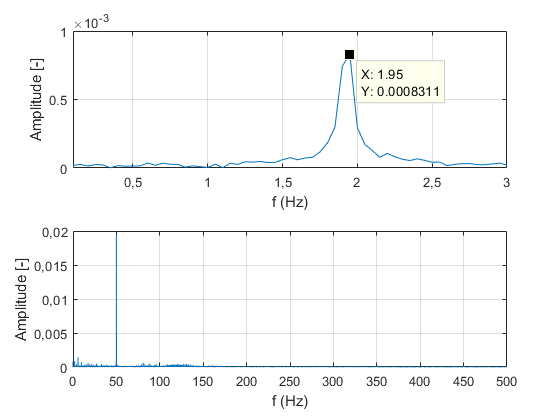 ×10⁻³
1
0.5
0
Amplitude [-]
X: 1.95
Y: 0.0008311
0,5 1 1,5 2 2,5 3
f (Hz)
0,02
0,015
0,01
0,005
0
Amplitude [-]
0 50 100 150 200 250 300 350 400 450 500
f (Hz)